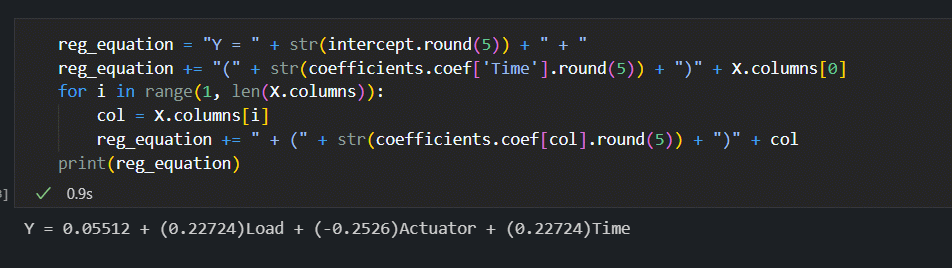 reg_equation = "Y = " + str(intercept.round(5)) + " + "
reg_equation += "(" + str(coefficients.coef['Time'].round(5)) + ")" + X.columns[0]
for i in range(1, len(X.columns)):
    col = X.columns[i]
    reg_equation += " + (" + str(coefficients.coef[col].round(5)) + ")" + col
print(reg_equation)
]
✓ 0.9s
Y = 0.05512 + (0.22724)Load + (-0.2526)Actuator + (0.22724)Time